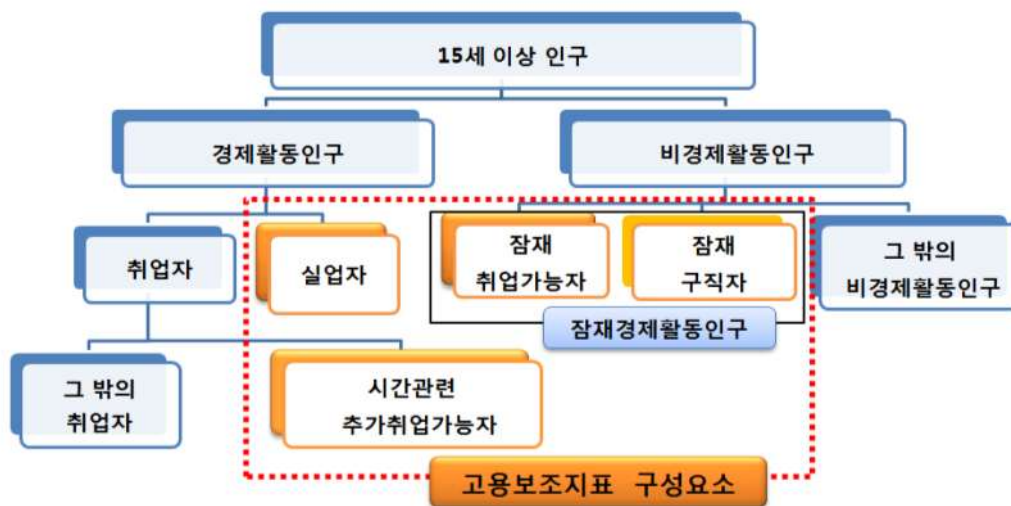 15세 이상 인구
경제활동인구
비경제활동인구
취업자
실업자
잠재
취업가능자
잠재
구직자
그 밖의
비경제활동인구
잠재경제활동인구
그 밖의
취업자
시간관련
추가취업가능자
고용보조지표 구성요소